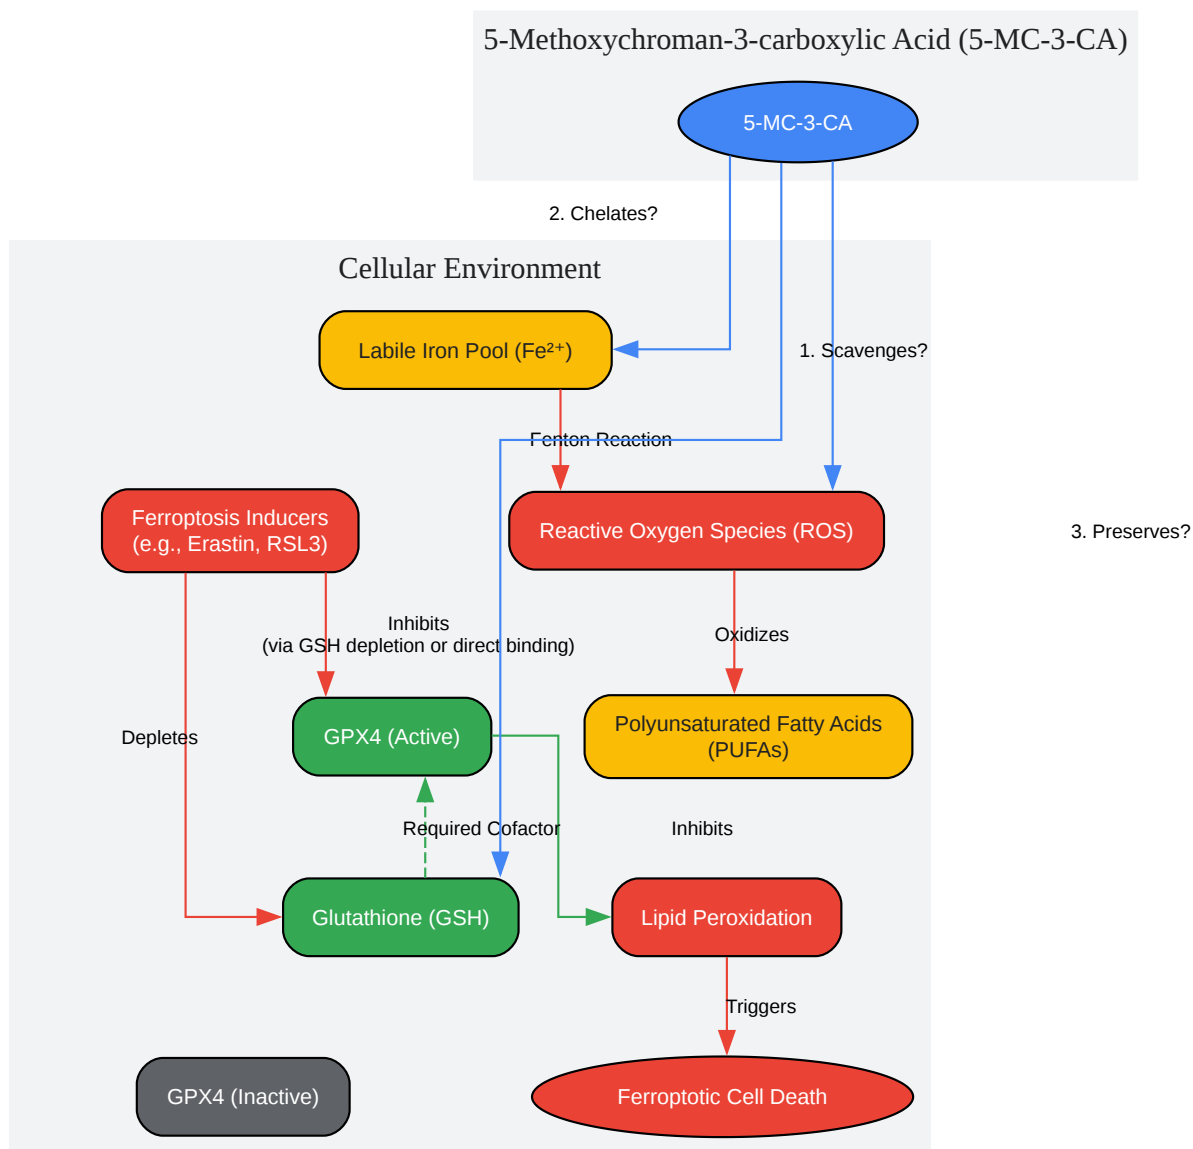 5-Methoxychroman-3-carboxylic Acid (5-MC-3-CA)
5-MC-3-CA
2. Chelates?
Cellular Environment
Labile Iron Pool (Fe²⁺)
1. Scavenges?
Fenton Reaction
Ferroptosis Inducers
(e.g., Erastin, RSL3)
Reactive Oxygen Species (ROS)
3. Preserves?
Inhibits
(via GSH depletion or direct binding)
Oxidizes
Depletes
GPX4 (Active)
Polyunsaturated Fatty Acids
(PUFAs)
Required Cofactor
Inhibits
Glutathione (GSH)
Lipid Peroxidation
Triggers
GPX4 (Inactive)
Ferroptotic Cell Death